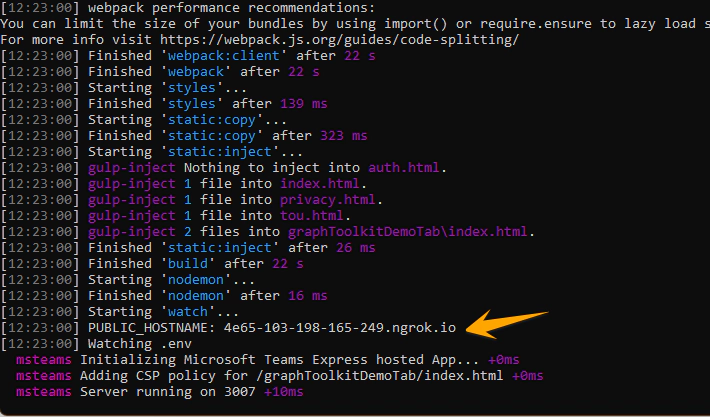 [12:23:00] webpack performance recommendations:
You can limit the size of your bundles by using import() or require.ensure to lazy load s
For more info visit https://webpack.js.org/guides/code-splitting/
[12:23:00] Finished 'webpack:client' after 22 s
[12:23:00] Finished 'webpack' after 22 s
[12:23:00] Starting 'styles'...
[12:23:00] Finished 'styles' after 139 ms
[12:23:00] Starting 'static:copy'...
[12:23:00] Finished 'static:copy' after 323 ms
[12:23:00] Starting 'static:inject'...
[12:23:00] gulp-inject Nothing to inject into auth.html.
[12:23:00] gulp-inject 1 file into index.html.
[12:23:00] gulp-inject 1 file into privacy.html.
[12:23:00] gulp-inject 1 file into tou.html.
[12:23:00] gulp-inject 2 files into graphToolkitDemoTab\index.html.
[12:23:00] Finished 'static:inject' after 26 ms
[12:23:00] Finished 'build' after 22 s
[12:23:00] Starting 'nodemon'...
[12:23:00] Finished 'nodemon' after 16 ms
[12:23:00] Starting 'watch'...
[12:23:00] PUBLIC_HOSTNAME: 4e65-103-198-165-249.ngrok.io
[12:23:00] Watching .env
msteams Initializing Microsoft Teams Express hosted App... +0ms
msteams Adding CSP policy for /graphToolkitDemoTab/index.html +0ms
msteams Server running on 3007 +10ms